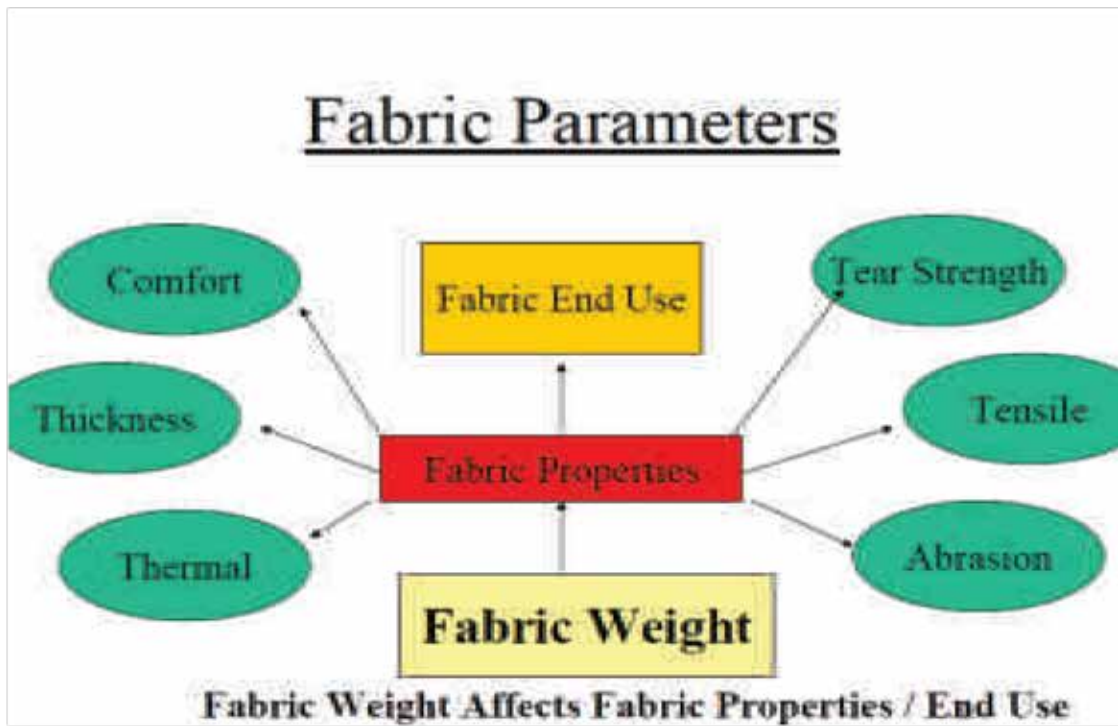 Fabric Parameters
Comfort
Fabric End Use
Tear Strength
Thickness
Tensile
Fabric Properties
Thermal
Abrasion
Fabric Weight
Fabric Weight Affects Fabric Properties / End Use